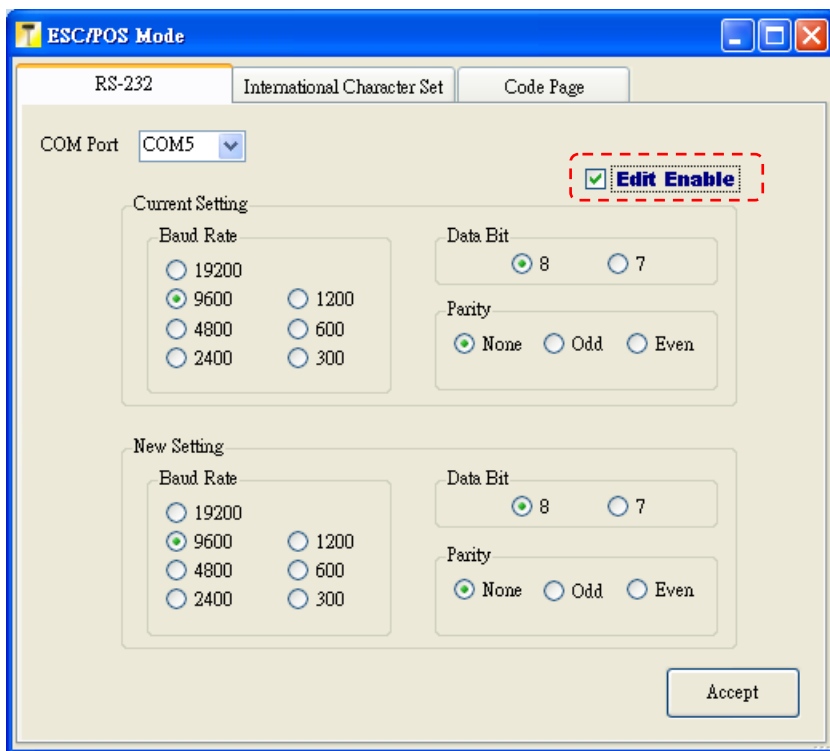 ESC/POS Mode
RS-232 International Character Set Code Page
COM Port COM5
Edit Enable
Current Setting
Baud Rate Data Bit
19200 8 7
9600 1200
Parity
4800 600 None Odd Even
2400 300
New Setting
Baud Rate Data Bit
19200 8 7
9600 1200
Parity
4800 600 None Odd Even
2400 300
Accept